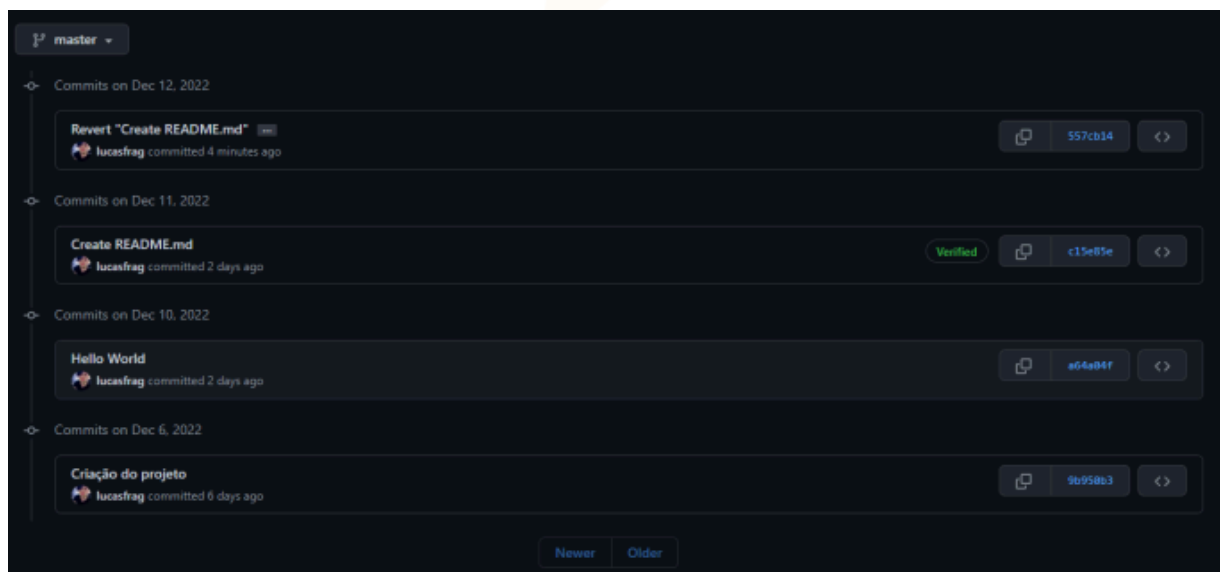 master
Commits on Dec 12, 2022
Revert "Create README.md" ...
lucasfrag committed 4 minutes ago
557cb14
Commits on Dec 11, 2022
Create README.md
lucasfrag committed 2 days ago
Verified
c15e85e
Commits on Dec 10, 2022
Hello World
lucasfrag committed 2 days ago
a64a04f
Commits on Dec 6, 2022
Criação do projeto
lucasfrag committed 6 days ago
9b958b3
Newer Older